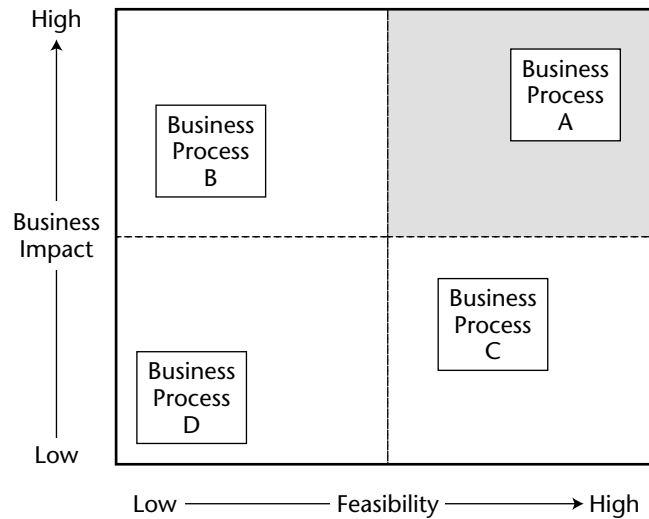 High
Business
Process
A
Business
Process
B
Business
Impact
Business
Process
C
Business
Process
D
Low
Low
Feasibility
High